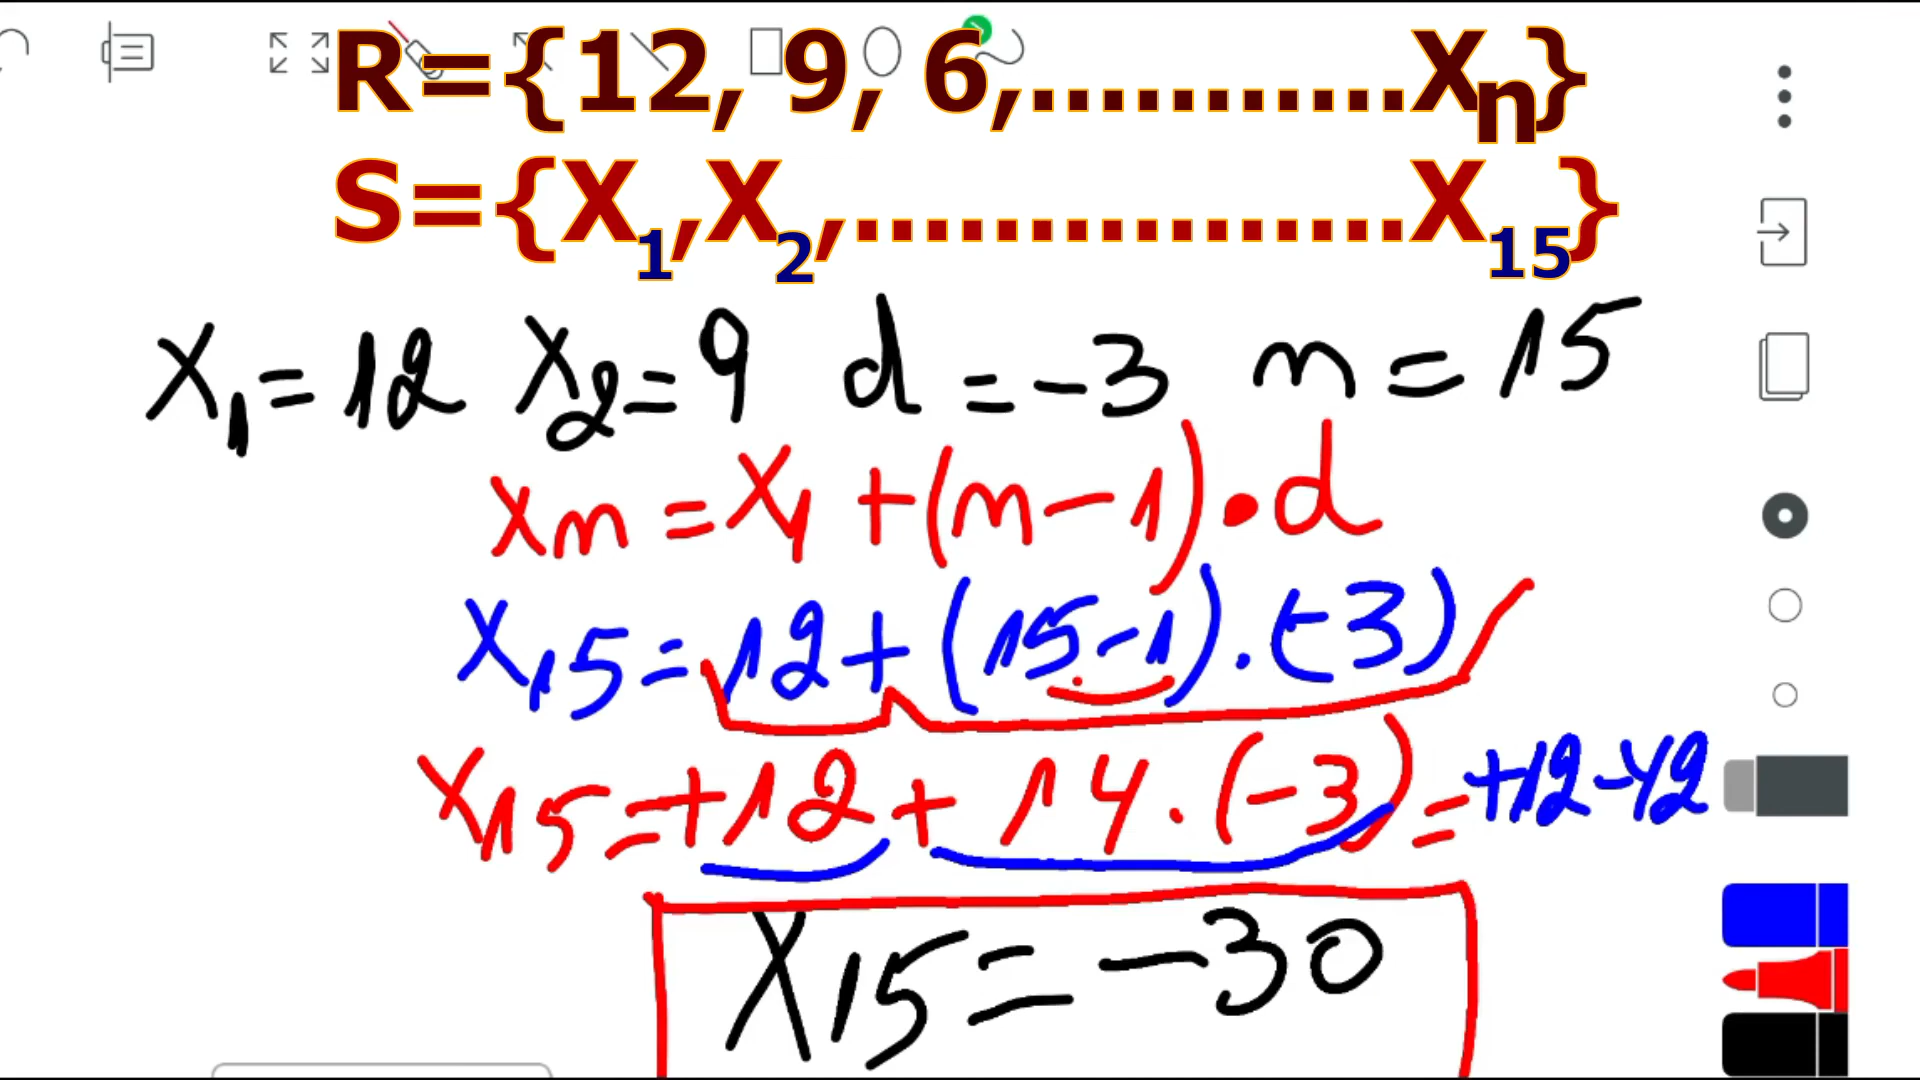 R={12, 9, 6,...........Xn}
S={X1,X2,................X15}
X1=12 X2=9 d=-3 n=15
Xn=X1+(n-1)•d
X15=12+(15-1).(-3)
X15=+12+14.(-3)=+12-42
X15=-30